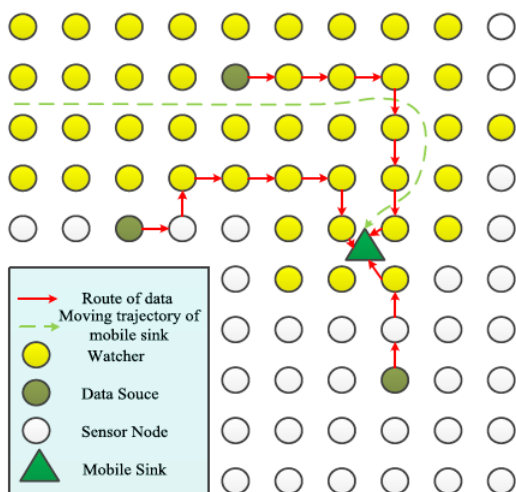 Route of data
Moving trajectory of
mobile sink
Watcher
Data Souce
Sensor Node
Mobile Sink